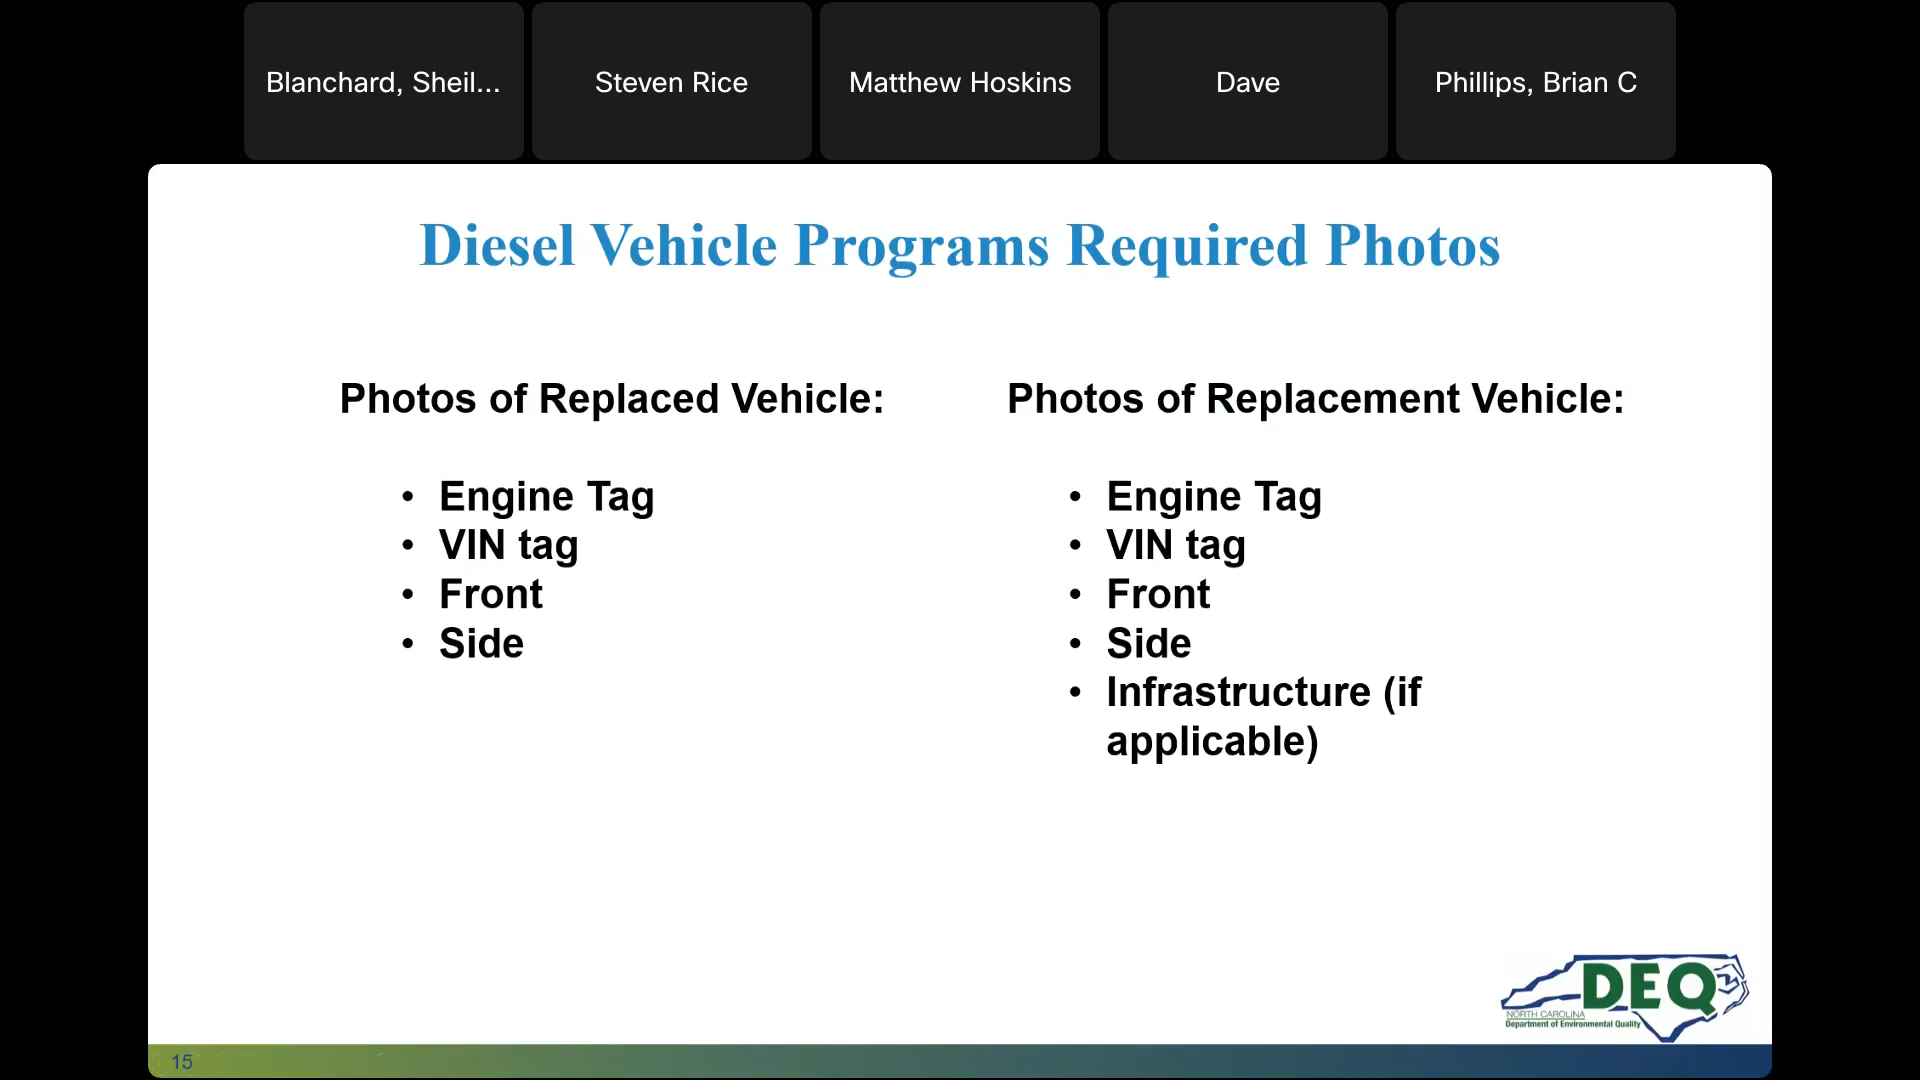 Blanchard, Sheil...
Steven Rice
Matthew Hoskins
Dave
Phillips, Brian C
Diesel Vehicle Programs Required Photos
Photos of Replaced Vehicle:
• Engine Tag
• VIN tag
• Front
• Side
Photos of Replacement Vehicle:
• Engine Tag
• VIN tag
• Front
• Side
• Infrastructure (if
applicable)
DEQ
NORTH CAROLINA
Department of Environmental Quality
15